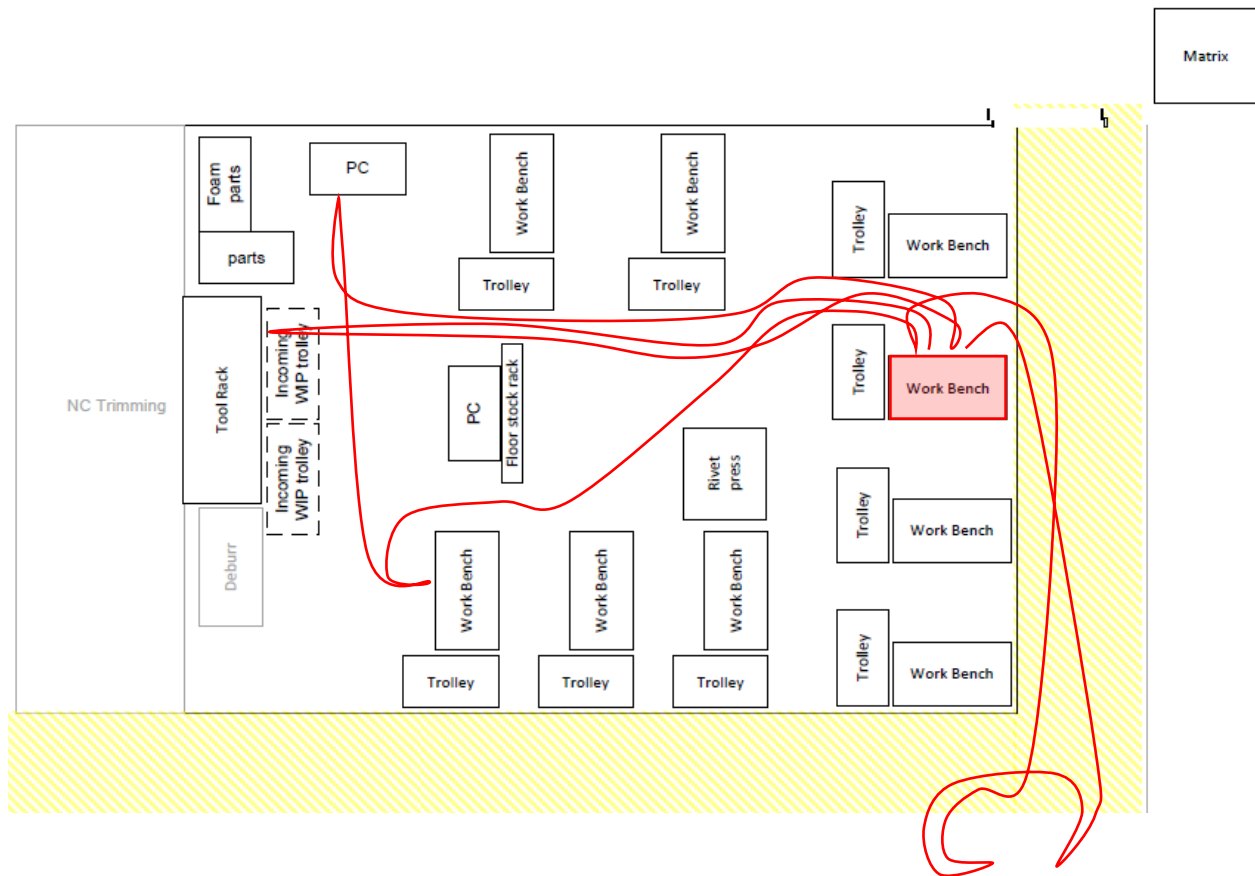 Matrix
Foam
parts
PC
Work Bench
Work Bench
Trolley
Work Bench
parts
Trolley
Trolley
NC Trimming
Tool Rack
Incoming
WIP trolley
Incoming
WIP trolley
PC
Floor stock rack
Trolley
Work Bench
Rivet
press
Deburr
Work Bench
Work Bench
Work Bench
Trolley
Work Bench
Trolley
Trolley
Trolley
Trolley
Work Bench